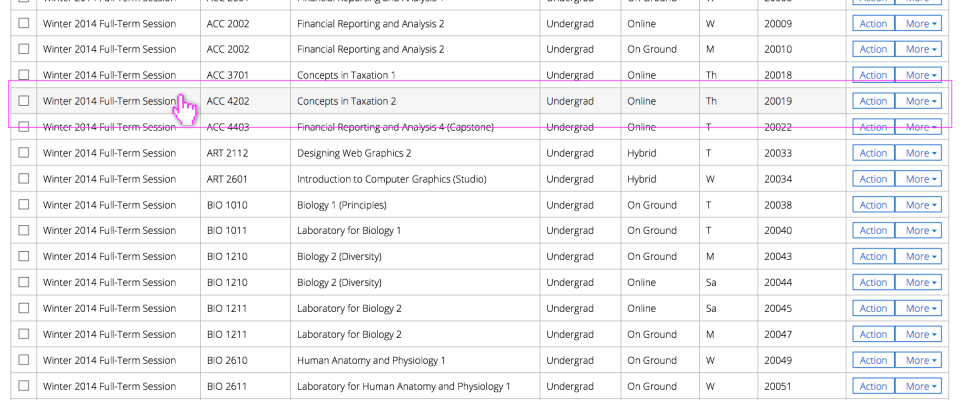 Winter 2014 Full-Term Session ACC 2002 Financial Reporting and Analysis 2 Undergrad Online W 20009 Action More
Winter 2014 Full-Term Session ACC 2002 Financial Reporting and Analysis 2 Undergrad On Ground M 20010 Action More
Winter 2014 Full-Term Session ACC 3701 Concepts in Taxation 1 Undergrad Online Th 20018 Action More
Winter 2014 Full-Term Session ACC 4202 Concepts in Taxation 2 Undergrad Online Th 20019 Action More
Winter 2014 Full-Term Session ACC 4403 Financial Reporting and Analysis 4 (Capstone) Undergrad Online T 20022 Action More
Winter 2014 Full-Term Session ART 2112 Designing Web Graphics 2 Undergrad Hybrid T 20033 Action More
Winter 2014 Full-Term Session ART 2601 Introduction to Computer Graphics (Studio) Undergrad Hybrid W 20034 Action More
Winter 2014 Full-Term Session BIO 1010 Biology 1 (Principles) Undergrad On Ground T 20038 Action More
Winter 2014 Full-Term Session BIO 1011 Laboratory for Biology 1 Undergrad On Ground T 20040 Action More
Winter 2014 Full-Term Session BIO 1210 Biology 2 (Diversity) Undergrad On Ground M 20043 Action More
Winter 2014 Full-Term Session BIO 1210 Biology 2 (Diversity) Undergrad Online Sa 20044 Action More
Winter 2014 Full-Term Session BIO 1211 Laboratory for Biology 2 Undergrad Online Sa 20045 Action More
Winter 2014 Full-Term Session BIO 1211 Laboratory for Biology 2 Undergrad On Ground M 20047 Action More
Winter 2014 Full-Term Session BIO 2610 Human Anatomy and Physiology 1 Undergrad On Ground W 20049 Action More
Winter 2014 Full-Term Session BIO 2611 Laboratory for Human Anatomy and Physiology 1 Undergrad On Ground W 20051 Action More